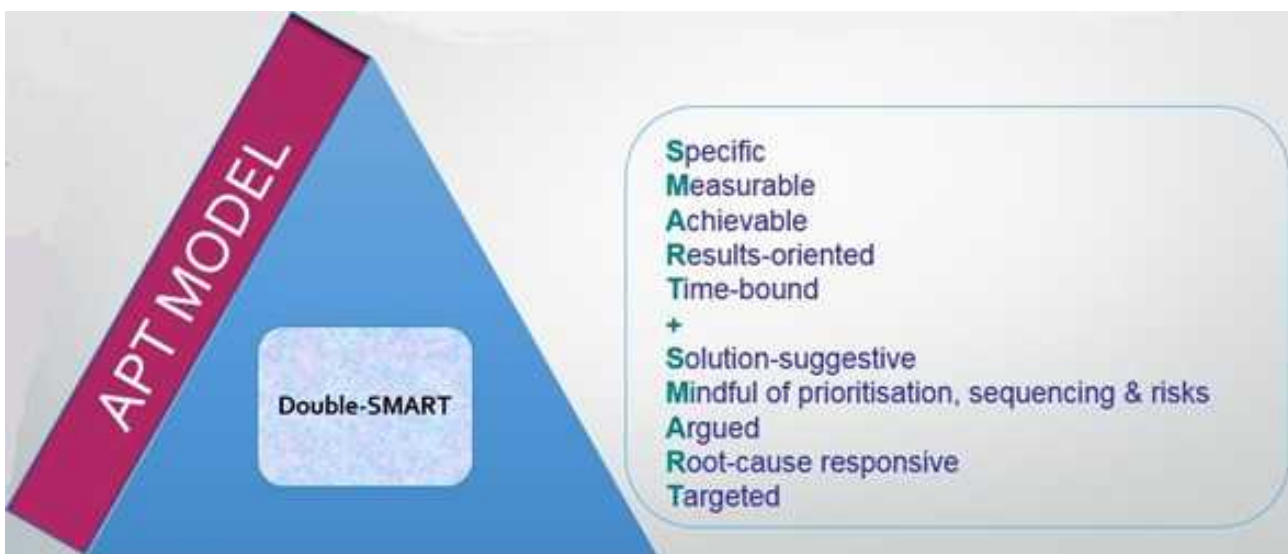 APT MODEL
Double-SMART
Specific
Measurable
Achievable
Results-oriented
Time-bound
+
Solution-suggestive
Mindful of prioritisation, sequencing & risks
Argued
Root-cause responsive
Targeted